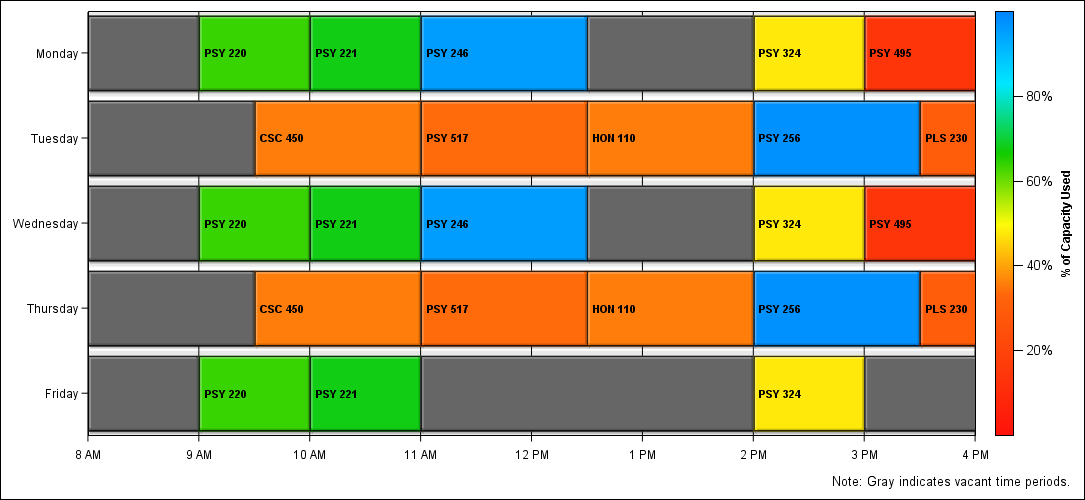 Monday
PSY 220
PSY 221
PSY 246
PSY 324
PSY 495
Tuesday
CSC 450
PSY 517
HON 110
PSY 256
PLS 230
Wednesday
PSY 220
PSY 221
PSY 246
PSY 324
PSY 495
Thursday
CSC 450
PSY 517
HON 110
PSY 256
PLS 230
Friday
PSY 220
PSY 221
PSY 324
8 AM
9 AM
10 AM
11 AM
12 PM
1 PM
2 PM
3 PM
4 PM
80%
60%
40%
20%
% of Capacity Used
Note: Gray indicates vacant time periods.